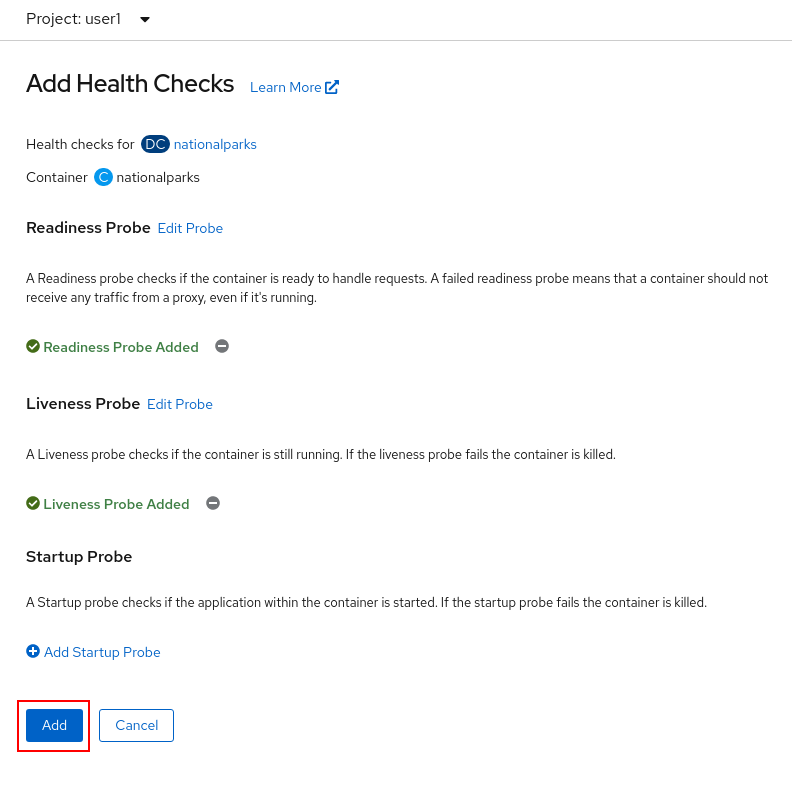 Project: user1
Add Health Checks Learn More
Health checks for DC nationalparks
Container C nationalparks
Readiness Probe Edit Probe
A Readiness probe checks if the container is ready to handle requests. A failed readiness probe means that a container should not
receive any traffic from a proxy, even if it's running.
Readiness Probe Added
Liveness Probe Edit Probe
A Liveness probe checks if the container is still running. If the liveness probe fails the container is killed.
Liveness Probe Added
Startup Probe
A Startup probe checks if the application within the container is started. If the startup probe fails the container is killed.
Add Startup Probe
Add Cancel